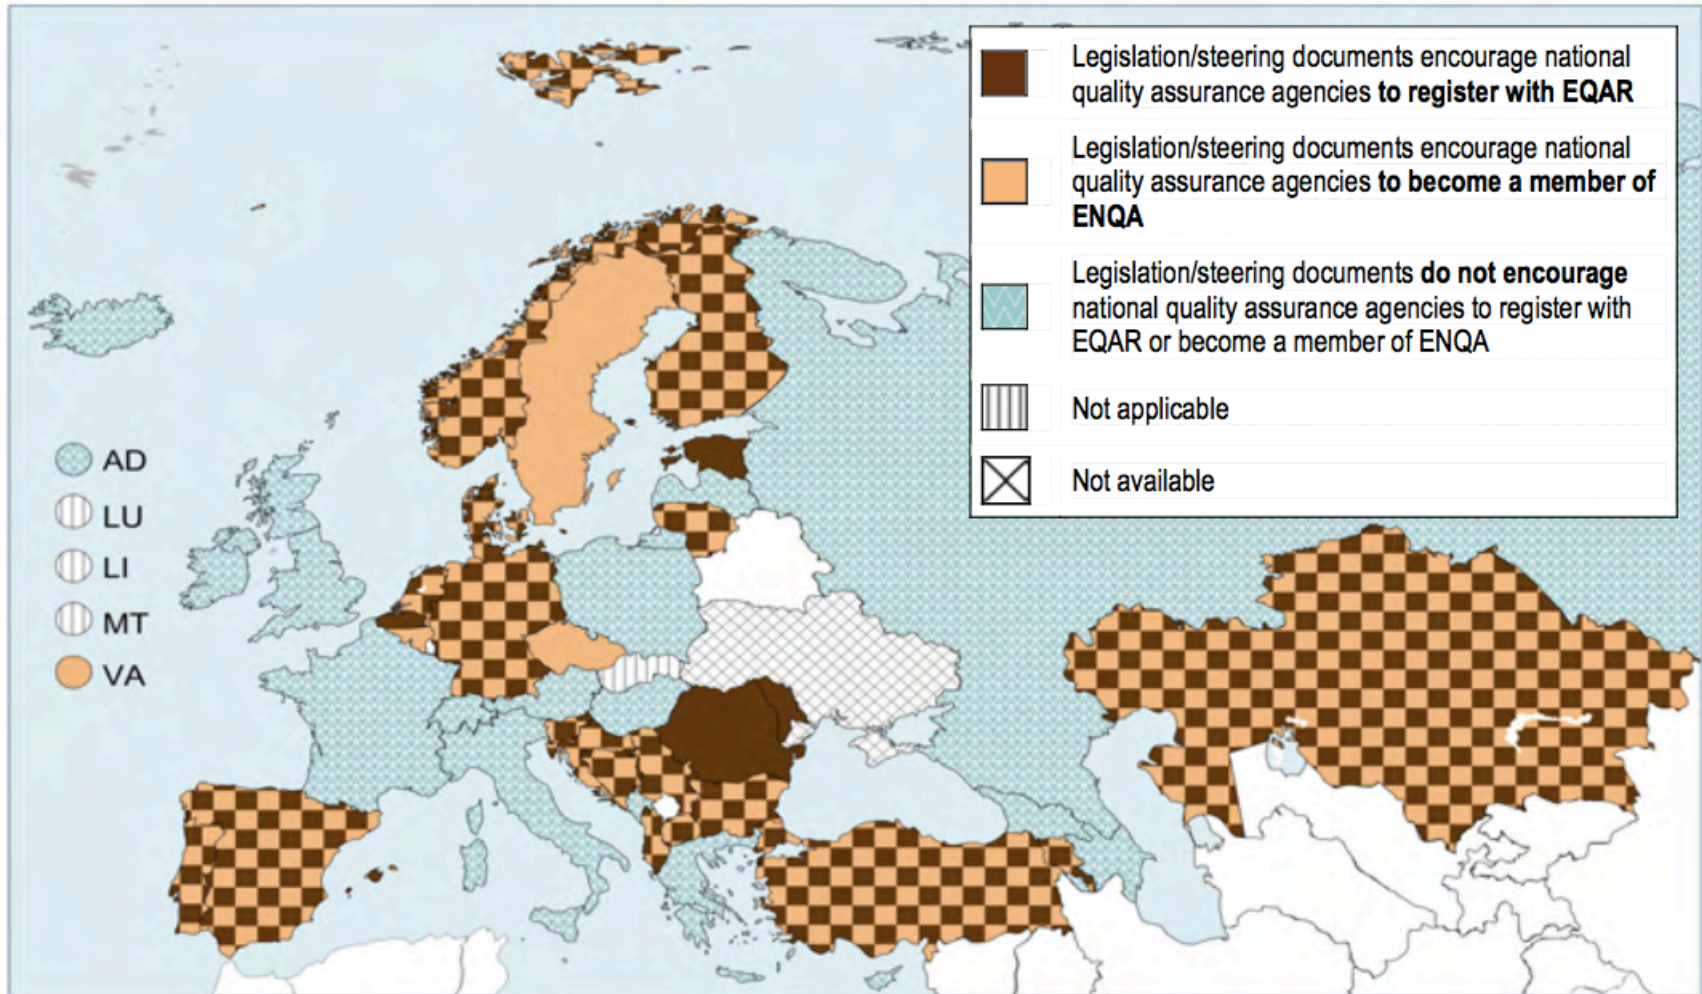 Legislation/steering documents encourage national
quality assurance agencies to register with EQAR
Legislation/steering documents encourage national
quality assurance agencies to become a member of
ENQA
Legislation/steering documents do not encourage
national quality assurance agencies to register with
EQAR or become a member of ENQA
Not applicable
Not available
AD
LU
LI
MT
VA